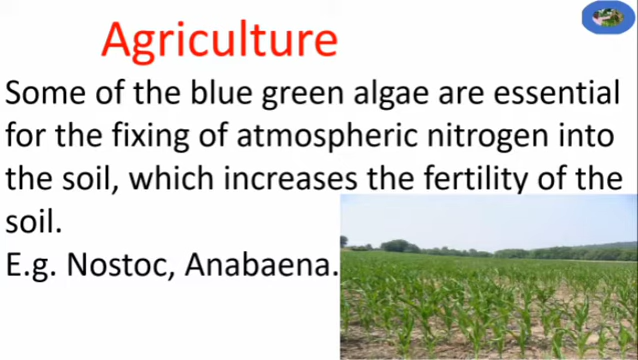 Agriculture
Some of the blue green algae are essential
for the fixing of atmospheric nitrogen into
the soil, which increases the fertility of the
soil.
E.g. Nostoc, Anabaena.